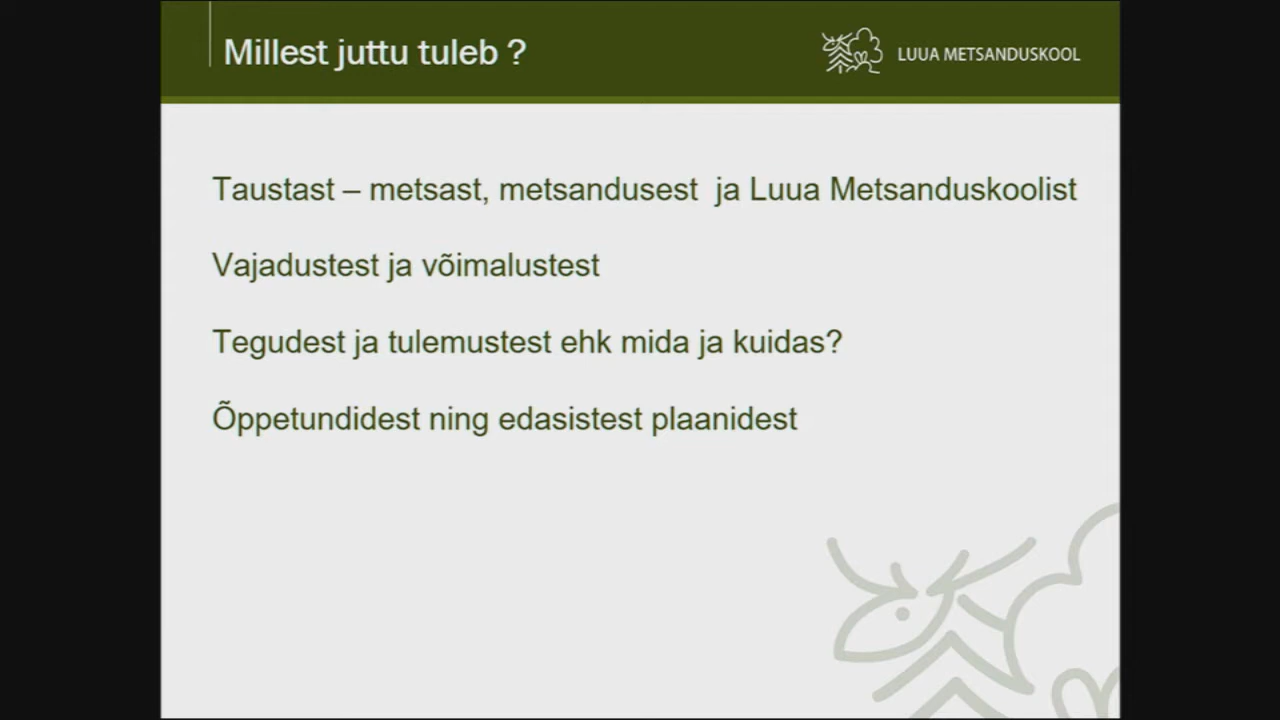 Millest juttu tuleb ?
LUUA METSANDUSKOOL
Taustast – metsast, metsandusest ja Luua Metsanduskoolist
Vajadustest ja võimalustest
Tegudest ja tulemustest ehk mida ja kuidas?
Õppetundidest ning edasistest plaanidest